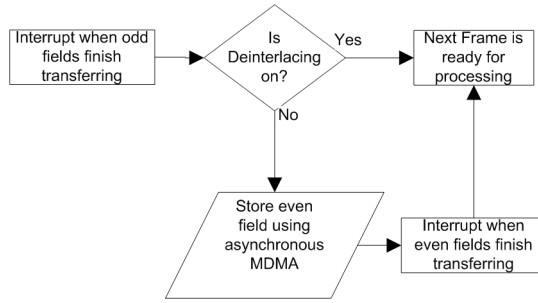 Interrupt when odd
fields finish
transferring
Is
Deinterlacing
on?
Yes
Next Frame is
ready for
processing
No
Store even
field using
asynchronous
MDMA
Interrupt when
even fields finish
transferring